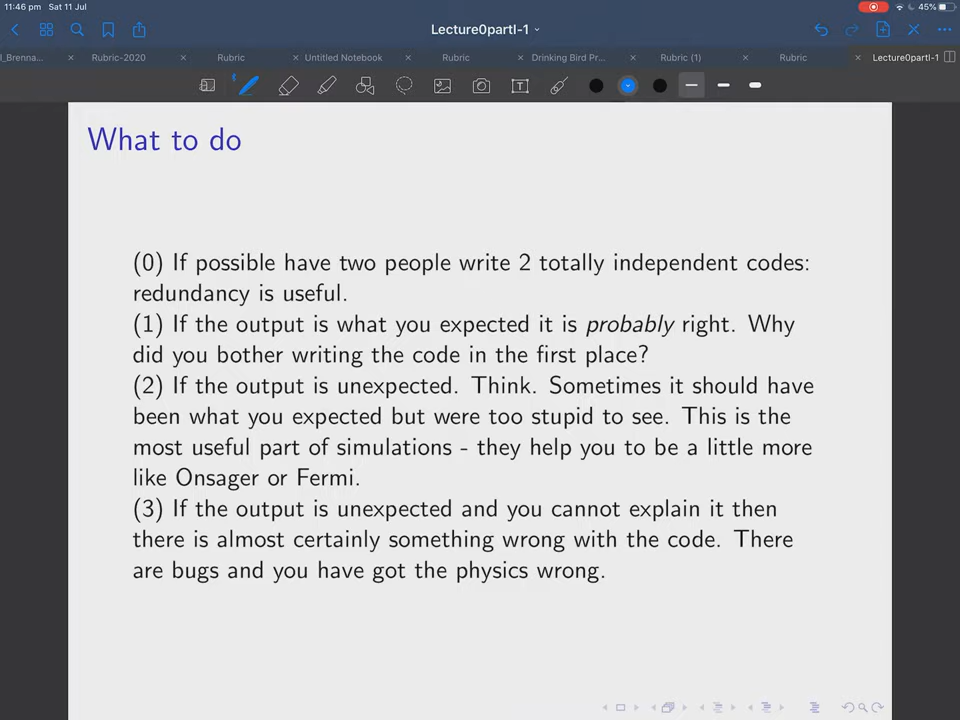 11:46 pm Sat 11 Jul
45%
Lecture0partI-1
l_Brenna...
Rubric-2020
Rubric
Untitled Notebook
Rubric
Drinking Bird Pr...
Rubric (1)
Rubric
Lecture0partI-1
What to do
(0) If possible have two people write 2 totally independent codes:
redundancy is useful.
(1) If the output is what you expected it is probably right. Why
did you bother writing the code in the first place?
(2) If the output is unexpected. Think. Sometimes it should have
been what you expected but were too stupid to see. This is the
most useful part of simulations - they help you to be a little more
like Onsager or Fermi.
(3) If the output is unexpected and you cannot explain it then
there is almost certainly something wrong with the code. There
are bugs and you have got the physics wrong.